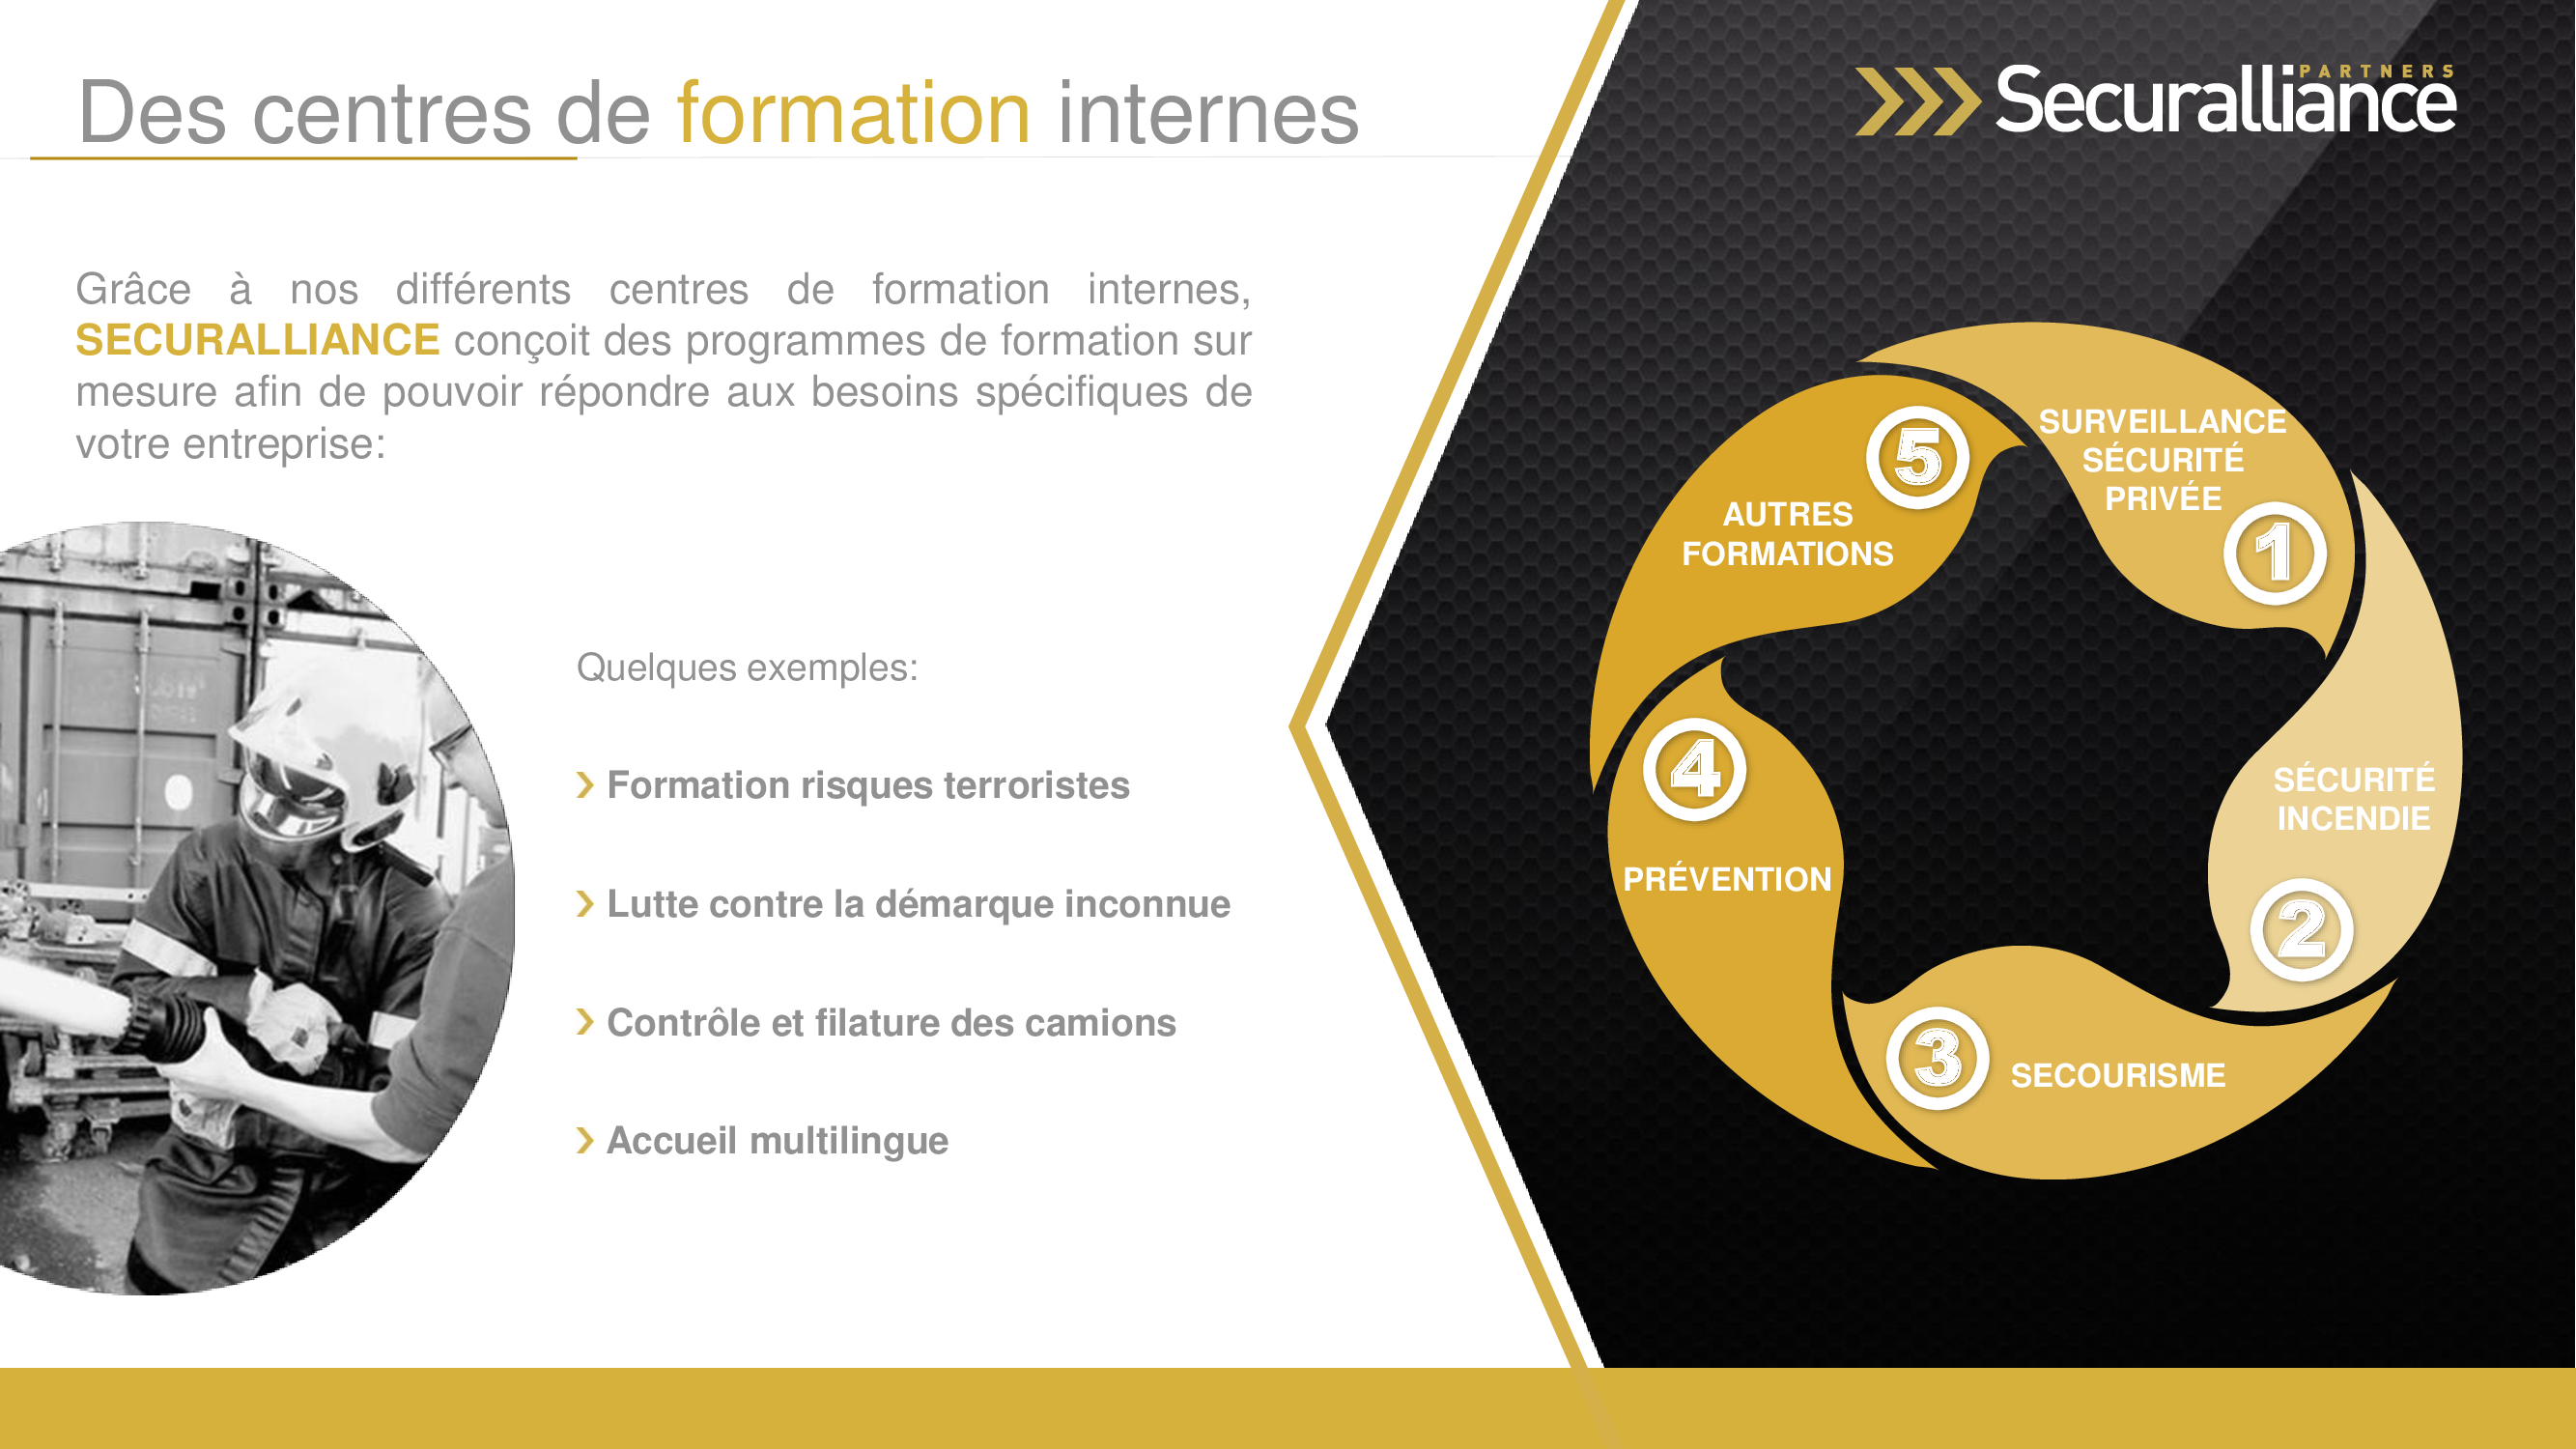 Des centres de formation internes
PARTNERS
Securalliance
Grâce à nos différents centres de formation internes,
SECURALLIANCE conçoit des programmes de formation sur
mesure afin de pouvoir répondre aux besoins spécifiques de
votre entreprise:
Quelques exemples:
Formation risques terroristes
Lutte contre la démarque inconnue
Contrôle et filature des camions
Accueil multilingue
SURVEILLANCE
SÉCURITÉ
PRIVÉE
1
SÉCURITÉ
INCENDIE
2
3
SECOURISME
4
PRÉVENTION
5
AUTRES
FORMATIONS